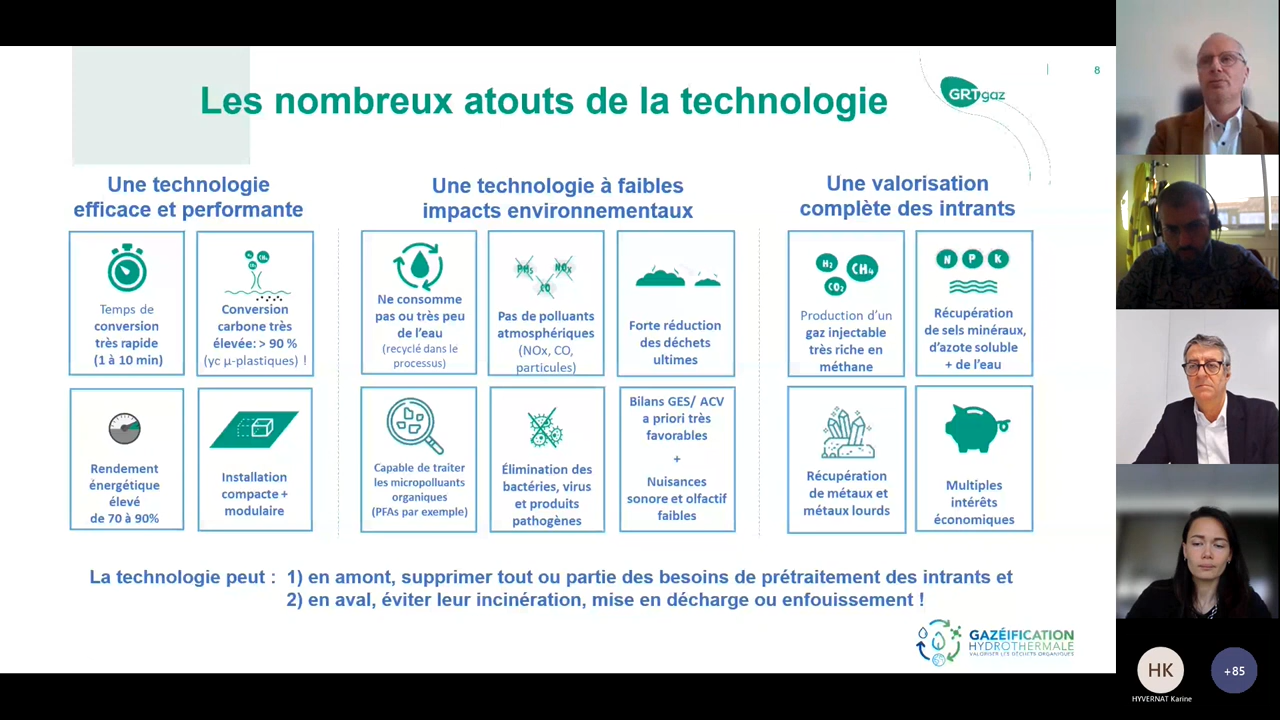 8
GRTgaz
Les nombreux atouts de la technologie
Une technologie
efficace et performante
Temps de
conversion
très rapide
(1 à 10 min)
Conversion
carbone très
élevée: > 90 %
(yc µ-plastiques) !
Rendement
énergétique
élevé
de 70 à 90%
Installation
compacte +
modulaire
Une technologie à faibles
impacts environnementaux
Ne consomme
pas ou très peu
de l'eau
(recyclé dans le
processus)
NOx
CO
Pas de polluants
atmosphériques
(NOx, CO,
particules)
Forte réduction
des déchets
ultimes
Capable de traiter
les micropolluants
organiques
(PFAs par exemple)
Élimination des
bactéries, virus
et produits
pathogènes
Bilans GES/ ACV
a priori très
favorables
+
Nuisances
sonore et olfactif
faibles
Une valorisation
complète des intrants
H₂
CH₄
CO₂
Production d'un
gaz injectable
très riche en
méthane
N P K
Récupération
de sels minéraux,
d'azote soluble
+ de l'eau
Récupération
de métaux et
métaux lourds
Multiples
intérêts
économiques
La technologie peut : 1) en amont, supprimer tout ou partie des besoins de prétraitement des intrants et
2) en aval, éviter leur incinération, mise en décharge ou enfouissement !
GAZÉIFICATION
HYDROTHERMALE
VALORISER LES DÉCHETS ORGANIQUES
HK
+85
HYVERNAT Karine